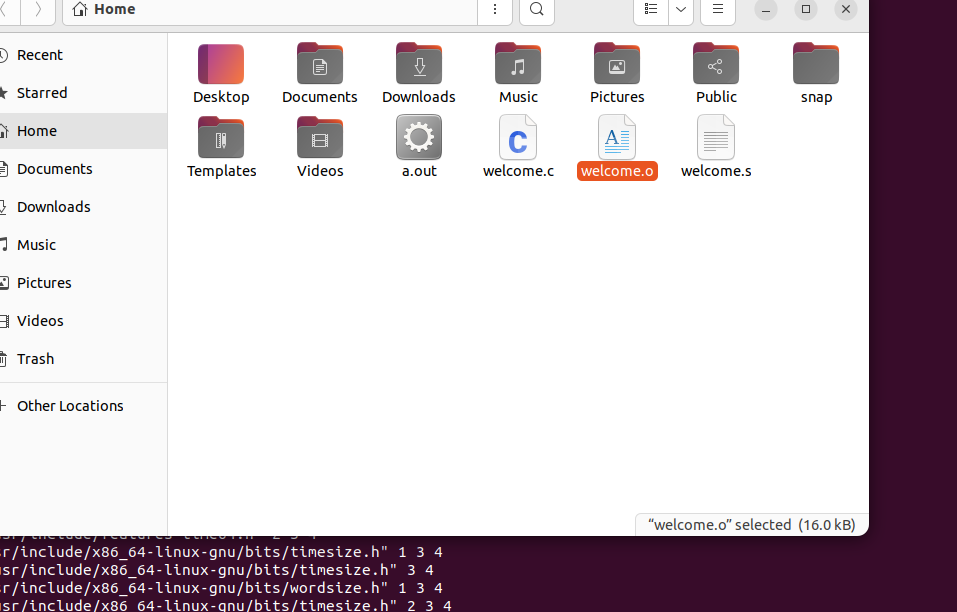 Home
Recent
Starred
Home
Documents
Downloads
Music
Pictures
Videos
Trash
Other Locations
Desktop Documents Downloads Music Pictures Public snap
Templates Videos a.out welcome.c welcome.o welcome.s
“welcome.o” selected (16.0 kB)
sr/include/x86_64-linux-gnu/bits/timesize.h" 1 3 4
usr/include/x86_64-linux-gnu/bits/timesize.h" 3 4
sr/include/x86_64-linux-gnu/bits/wordsize.h" 1 3 4
usr/include/x86_64-linux-gnu/bits/timesize.h" 2 3 4